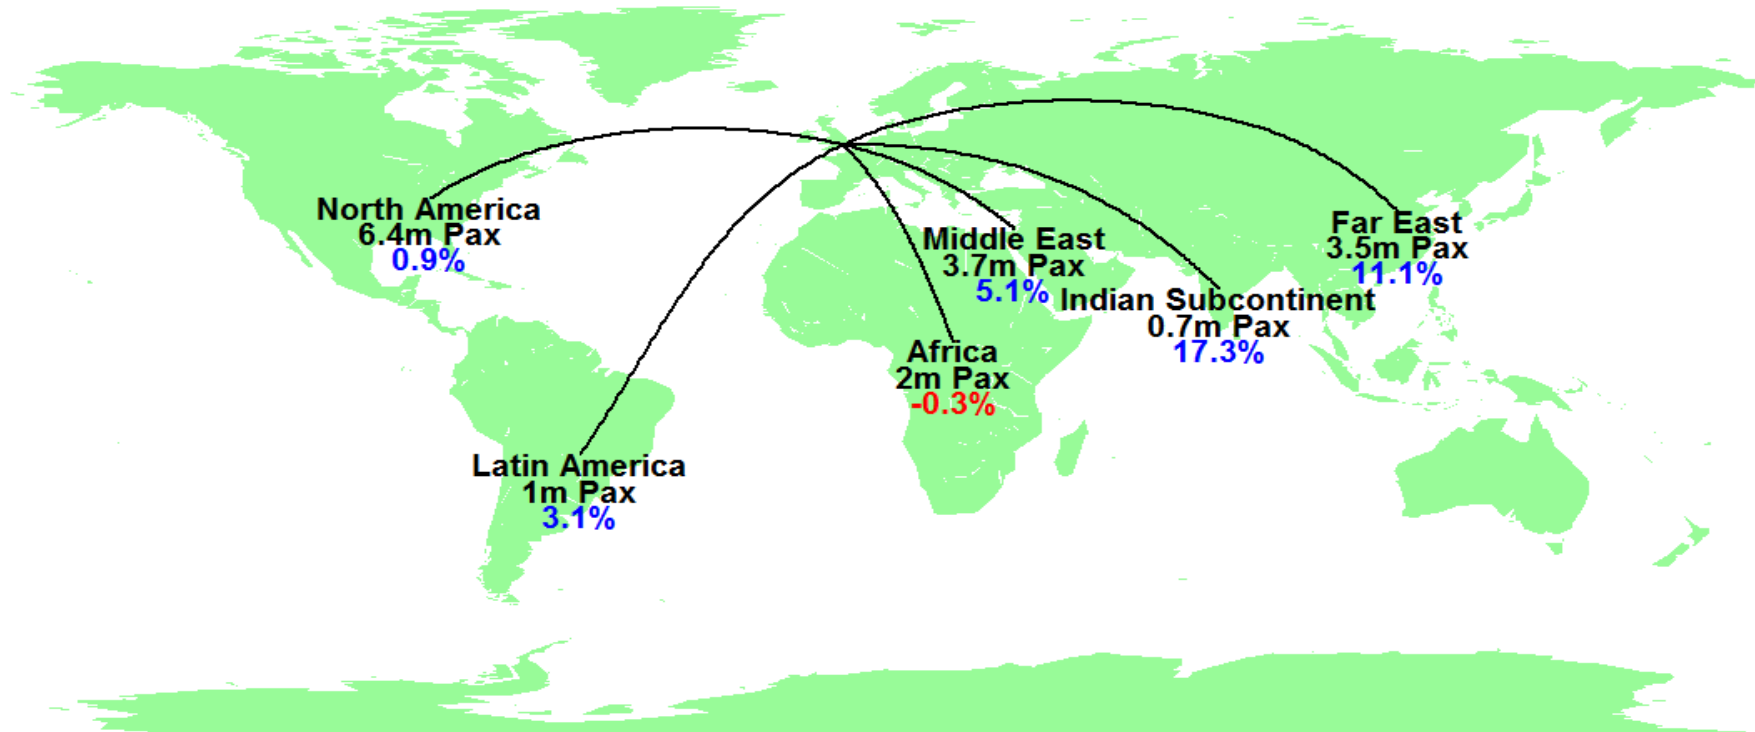 North America
6.4m Pax
0.9%
Far East
3.5m Pax
11.1%
Middle East
3.7m Pax
5.1%
Indian Subcontinent
0.7m Pax
17.3%
Africa
2m Pax
-0.3%
Latin America
1m Pax
3.1%